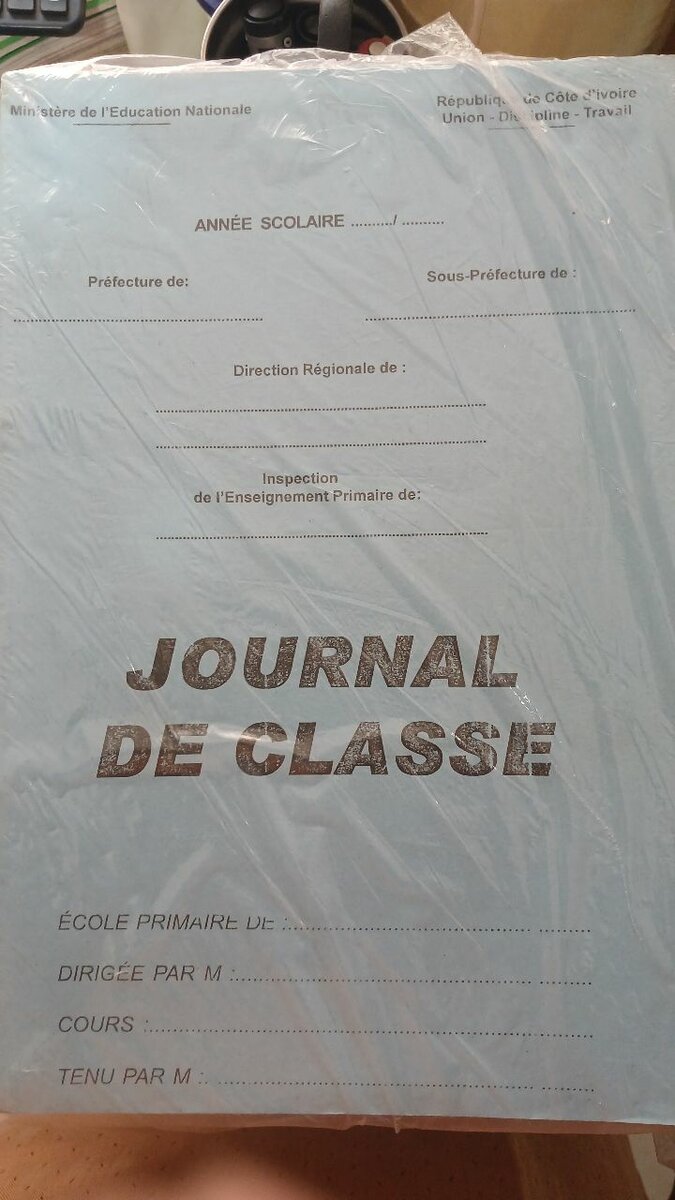 Ministère de l'Education Nationale
République de Côte d'ivoire
Union - Discipline - Travail
ANNÉE SCOLAIRE ........../ ..........
Préfecture de:
Sous-Préfecture de :
Direction Régionale de :
Inspection
de l'Enseignement Primaire de:
JOURNAL
DE CLASSE
ÉCOLE PRIMAIRE DE :
DIRIGÉE PAR M :
COURS :
TENU PAR M :